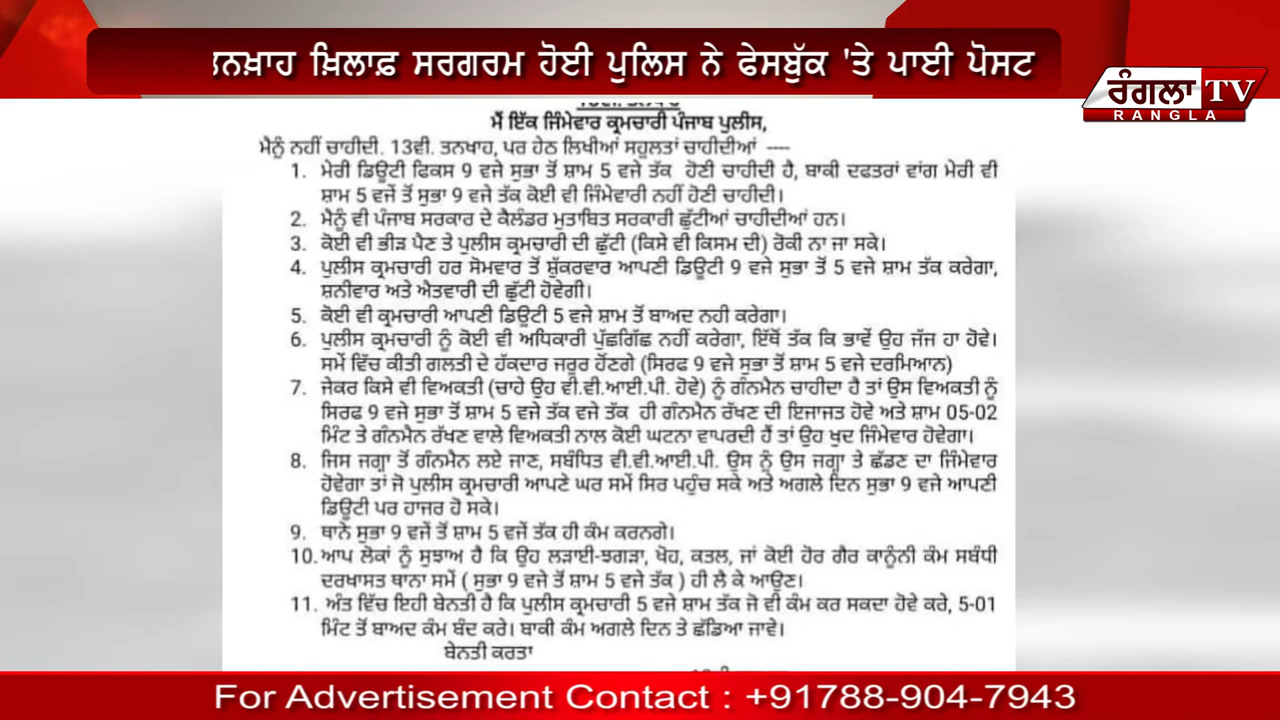 ਤਨਖ਼ਾਹ ਖ਼ਿਲਾਫ਼ ਸਰਗਰਮ ਹੋਈ ਪੁਲਿਸ ਨੇ ਫੇਸਬੁੱਕ 'ਤੇ ਪਾਈ ਪੋਸਟ
ਰੰਗਲਾ TV
RANGLA
ਮੈਂ ਇੱਕ ਜਿੰਮੇਵਾਰ ਕ੍ਰਮਚਾਰੀ ਪੰਜਾਬ ਪੁਲੀਸ,
ਮੈਨੂੰ ਨਹੀਂ ਚਾਹੀਦੀ. 13ਵੀ. ਤਨਖਾਹ, ਪਰ ਹੇਠ ਲਿਖੀਆਂ ਸਹੂਲਤਾਂ ਚਾਹੀਦੀਆਂ ----
1. ਮੇਰੀ ਡਿਊਟੀ ਫਿਕਸ 9 ਵਜੇ ਸੁਭਾ ਤੋਂ ਸ਼ਾਮ 5 ਵਜੇ ਤੱਕ ਹੋਣੀ ਚਾਹੀਦੀ ਹੈ, ਬਾਕੀ ਦਫਤਰਾਂ ਵਾਂਗ ਮੇਰੀ ਵੀ
ਸ਼ਾਮ 5 ਵਜੇਂ ਤੋਂ ਸੁਭਾ 9 ਵਜੇ ਤੱਕ ਕੋਈ ਵੀ ਜਿੰਮੇਵਾਰੀ ਨਹੀਂ ਹੋਣੀ ਚਾਹੀਦੀ।
2. ਮੈਨੂੰ ਵੀ ਪੰਜਾਬ ਸਰਕਾਰ ਦੇ ਕੈਲੰਡਰ ਮੁਤਾਬਿਤ ਸਰਕਾਰੀ ਛੁੱਟੀਆਂ ਚਾਹੀਦੀਆਂ ਹਨ।
3. ਕੋਈ ਵੀ ਭੀੜ ਪੈਣ ਤੇ ਪੁਲੀਸ ਕ੍ਰਮਚਾਰੀ ਦੀ ਛੁੱਟੀ (ਕਿਸੇ ਵੀ ਕਿਸਮ ਦੀ) ਰੋਕੀ ਨਾ ਜਾ ਸਕੇ।
4. ਪੁਲੀਸ ਕ੍ਰਮਚਾਰੀ ਹਰ ਸੋਮਵਾਰ ਤੋਂ ਸ਼ੁੱਕਰਵਾਰ ਆਪਣੀ ਡਿਊਟੀ 9 ਵਜੇ ਸੁਭਾ ਤੋਂ 5 ਵਜੇ ਸ਼ਾਮ ਤੱਕ ਕਰੇਗਾ,
ਸ਼ਨੀਵਾਰ ਅਤੇ ਐਤਵਾਰੀ ਦੀ ਛੁੱਟੀ ਹੋਵੇਗੀ।
5. ਕੋਈ ਵੀ ਕ੍ਰਮਚਾਰੀ ਆਪਣੀ ਡਿਊਟੀ 5 ਵਜੇ ਸ਼ਾਮ ਤੋਂ ਬਾਅਦ ਨਹੀ ਕਰੇਗਾ।
6. ਪੁਲੀਸ ਕ੍ਰਮਚਾਰੀ ਨੂੰ ਕੋਈ ਵੀ ਅਧਿਕਾਰੀ ਪੁੱਛਗਿੱਛ ਨਹੀਂ ਕਰੇਗਾ, ਇੱਥੋਂ ਤੱਕ ਕਿ ਭਾਵੇਂ ਉਹ ਜੱਜ ਹਾ ਹੋਵੇ।
ਸਮੇਂ ਵਿੱਚ ਕੀਤੀ ਗਲਤੀ ਦੇ ਹੱਕਦਾਰ ਜਰੂਰ ਹੋਂਣਗੇ (ਸਿਰਫ 9 ਵਜੇ ਸੁਭਾ ਤੋਂ ਸ਼ਾਮ 5 ਵਜੇ ਦਰਮਿਆਨ)
7. ਜੇਕਰ ਕਿਸੇ ਵੀ ਵਿਅਕਤੀ (ਚਾਹੇ ਉਹ ਵੀ.ਵੀ.ਆਈ.ਪੀ. ਹੋਵੇ) ਨੂੰ ਗੰਨਮੈਨ ਚਾਹੀਦਾ ਹੈ ਤਾਂ ਉਸ ਵਿਅਕਤੀ ਨੂੰ
ਸਿਰਫ 9 ਵਜੇ ਸੁਭਾ ਤੋਂ ਸ਼ਾਮ 5 ਵਜੇ ਤੱਕ ਵਜੇ ਤੱਕ ਹੀ ਗੰਨਮੈਨ ਰੱਖਣ ਦੀ ਇਜਾਜਤ ਹੋਵੇ ਅਤੇ ਸ਼ਾਮ 05-02
ਮਿੰਟ ਤੇ ਗੰਨਮੈਨ ਰੱਖਣ ਵਾਲੇ ਵਿਅਕਤੀ ਨਾਲ ਕੋਈ ਘਟਨਾ ਵਾਪਰਦੀ ਹੈਂ ਤਾਂ ਉਹ ਖੁਦ ਜਿੰਮੇਵਾਰ ਹੋਵੇਗਾ।
8. ਜਿਸ ਜਗ੍ਹਾ ਤੋਂ ਗੰਨਮੈਨ ਲਏ ਜਾਣ, ਸਬੰਧਿਤ ਵੀ.ਵੀ.ਆਈ.ਪੀ. ਉਸ ਨੂੰ ਉਸ ਜਗ੍ਹਾ ਤੇ ਛੱਡਣ ਦਾ ਜਿੰਮੇਵਾਰ
ਹੋਵੇਗਾ ਤਾਂ ਜੋ ਪੁਲੀਸ ਕ੍ਰਮਚਾਰੀ ਆਪਣੇ ਘਰ ਸਮੇਂ ਸਿਰ ਪਹੁੰਚ ਸਕੇ ਅਤੇ ਅਗਲੇ ਦਿਨ ਸੁਭਾ 9 ਵਜੇ ਆਪਣੀ
ਡਿਊਟੀ ਪਰ ਹਾਜਰ ਹੋ ਸਕੇ।
9. ਥਾਨੇ ਸੁਭਾ 9 ਵਜੇਂ ਤੋਂ ਸ਼ਾਮ 5 ਵਜੇਂ ਤੱਕ ਹੀ ਕੰਮ ਕਰਨਗੇ।
10. ਆਪ ਲੋਕਾਂ ਨੂੰ ਸੁਝਾਅ ਹੈ ਕਿ ਉਹ ਲੜਾਈ-ਝਗੜਾ, ਖੋਹ, ਕਤਲ, ਜਾਂ ਕੋਈ ਹੋਰ ਗੈਰ ਕਾਨੂੰਨੀ ਕੰਮ ਸਬੰਧੀ
ਦਰਖਾਸਤ ਥਾਨਾ ਸਮੇਂ ( ਸੁਭਾ 9 ਵਜੇ ਤੋਂ ਸ਼ਾਮ 5 ਵਜੇ ਤੱਕ ) ਹੀ ਲੈ ਕੇ ਆਉਣ।
11. ਅੰਤ ਵਿੱਚ ਇਹੀ ਬੇਨਤੀ ਹੈ ਕਿ ਪੁਲੀਸ ਕ੍ਰਮਚਾਰੀ 5 ਵਜੇ ਸ਼ਾਮ ਤੱਕ ਜੋ ਵੀ ਕੰਮ ਕਰ ਸਕਦਾ ਹੋਵੇ ਕਰੇ, 5-01
ਮਿੰਟ ਤੋਂ ਬਾਅਦ ਕੰਮ ਬੰਦ ਕਰੇ। ਬਾਕੀ ਕੰਮ ਅਗਲੇ ਦਿਨ ਤੇ ਛੱਡਿਆ ਜਾਵੇ।
ਬੇਨਤੀ ਕਰਤਾ
For Advertisement Contact : +91788-904-7943